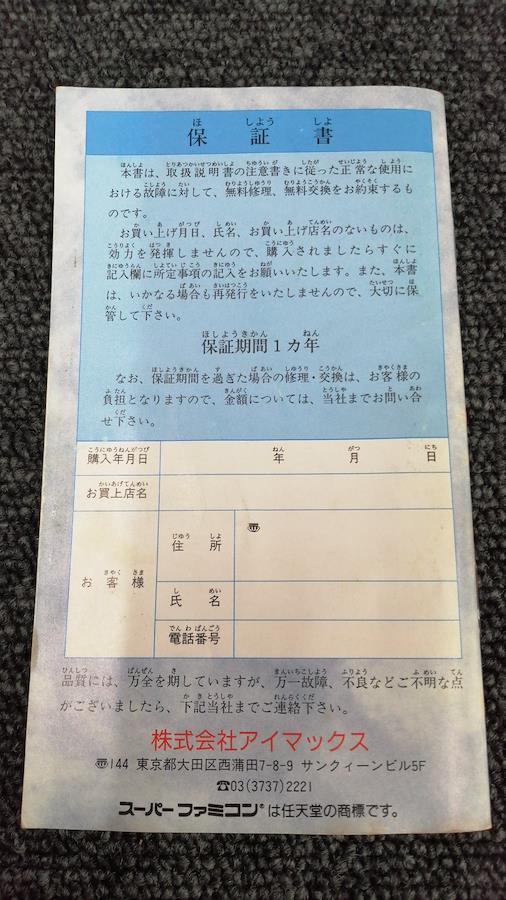 保証書
本書は、取扱説明書の注意書きに従った正常な使用に
おける故障に対して、無料修理、無料交換をお約束するも
のです。
お買い上げ月日、氏名、お買い上げ店名のないものは、
効力を発揮しませんので、購入されましたらすぐに
記入欄に所定事項の記入をお願いいたします。また、本書
は、いかなる場合も再発行をいたしませんので、大切に保
管して下さい。
保証期間1カ年
なお、保証期間を過ぎた場合の修理・交換は、お客様の
負担となりますので、金額については、当社までお問い合
せ下さい。
購入年月日 年 月 日
お買上店名
お客様
住所 〠
氏名
電話番号
品質には、万全を期していますが、万一故障、不良などご不明な点
がございましたら、下記当社までご連絡下さい。
株式会社アイマックス
〠144 東京都大田区西蒲田7-8-9 サンクィーンビル5F
☎03(3737)2221
スーパーファミコン®は任天堂の商標です。